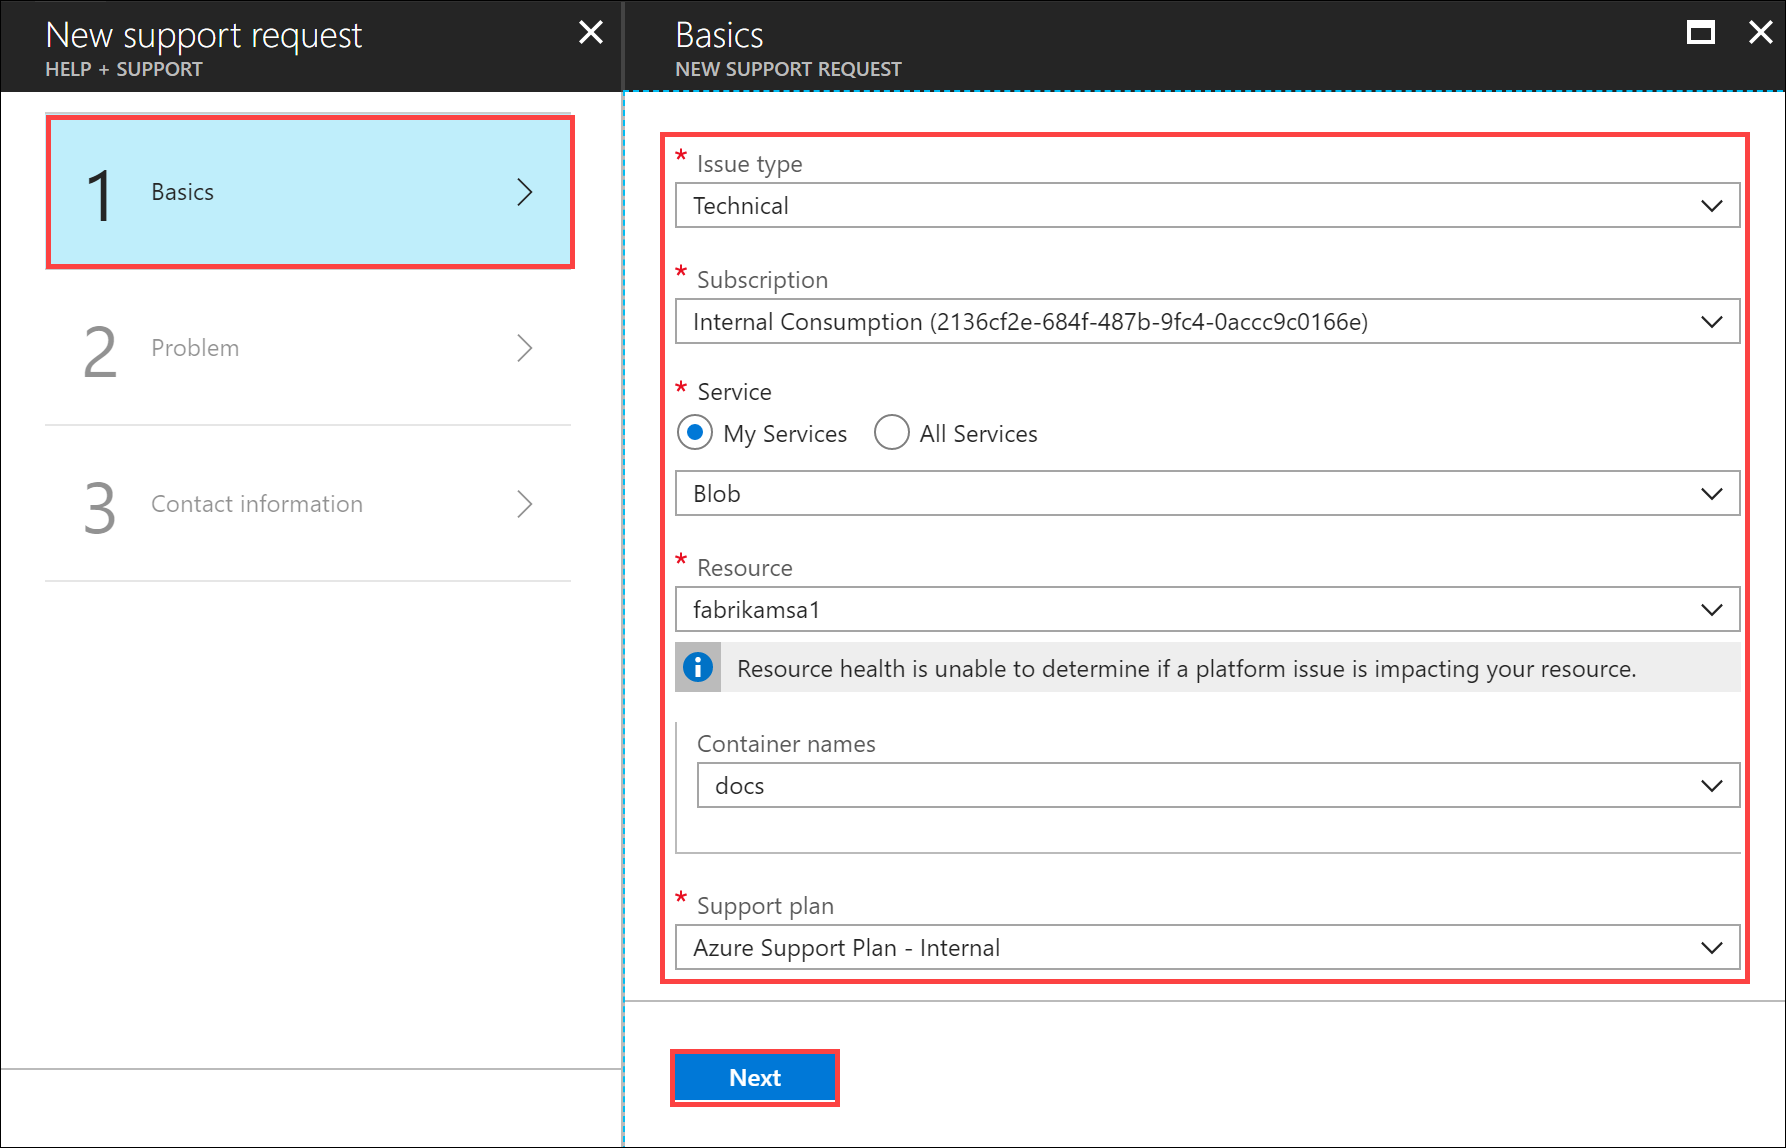 New support request
HELP + SUPPORT
1 Basics
2 Problem
3 Contact information
Basics
NEW SUPPORT REQUEST
* Issue type
Technical
* Subscription
Internal Consumption (2136cf2e-684f-487b-9fc4-0accc9c0166e)
* Service
My Services All Services
Blob
* Resource
fabrikamsa1
Resource health is unable to determine if a platform issue is impacting your resource.
Container names
docs
* Support plan
Azure Support Plan - Internal
Next